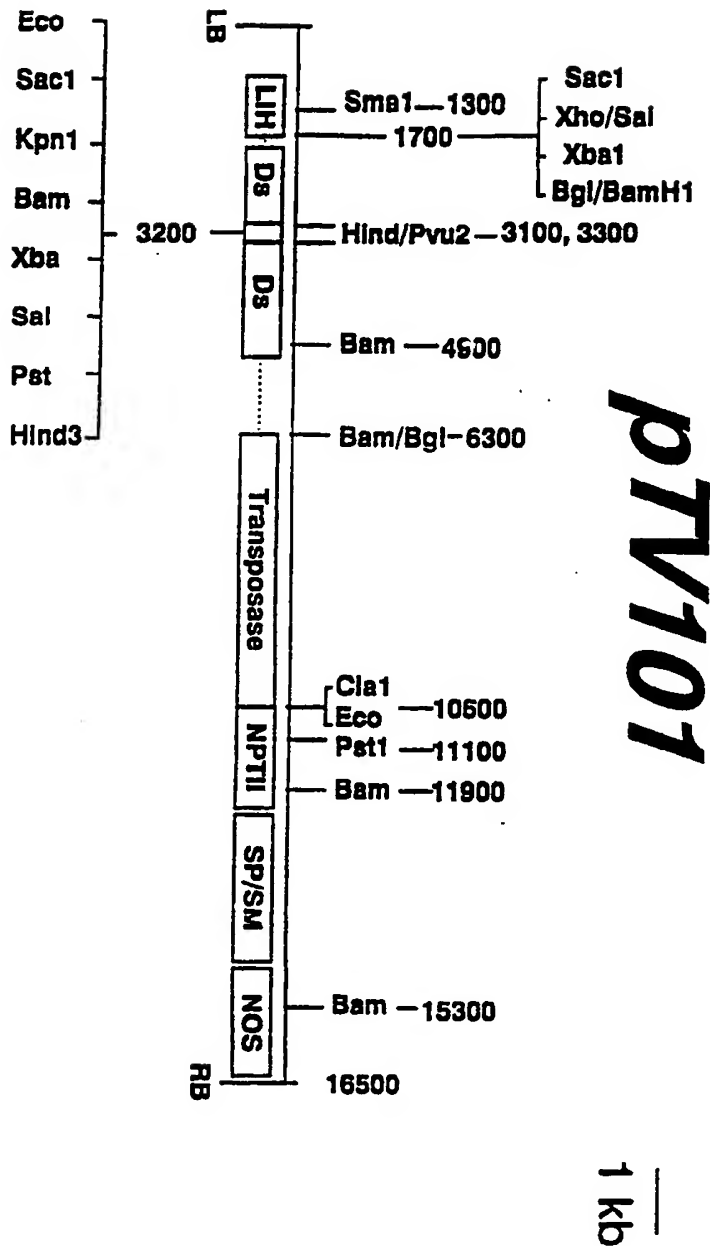 pTV101
Eco
Sac1
Kpn1
Bam
Xba
Sal
Pst
Hind3
3200
LB
LIH
Ds
Ds
Transposase
NPTII
SP/SM
NOS
RB
Sma1—1300
1700
Sac1
Xho/Sal
Xba1
Bgl/BamH1
Hind/Pvu2—3100, 3300
Bam —4900
Bam/Bgl–6300
Cla1
Eco —10600
Pst1 —11100
Bam —11900
Bam —15300
16500
1 kb